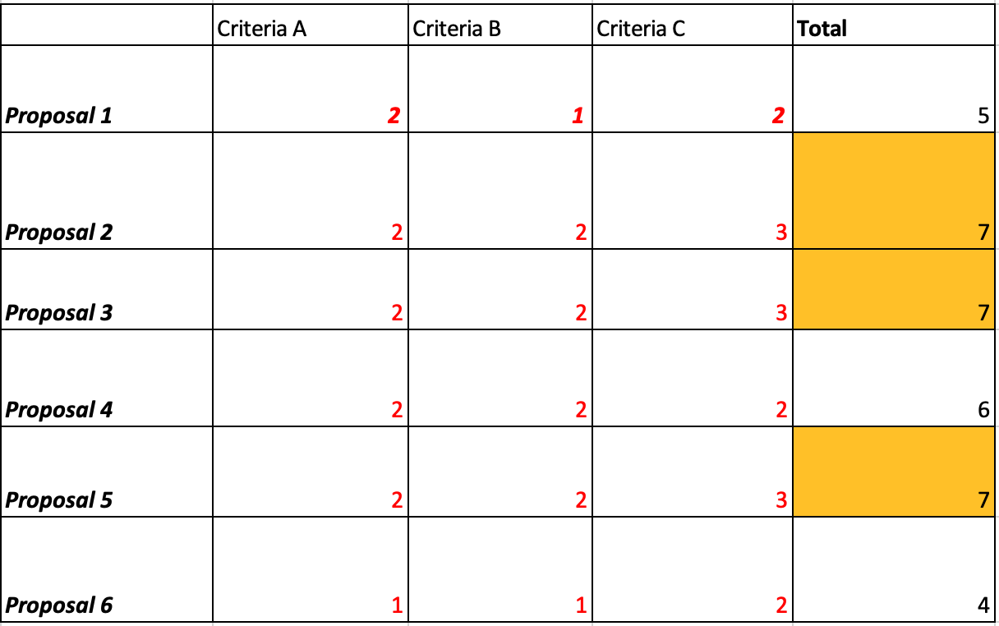 Criteria A Criteria B Criteria C Total
Proposal 1 2 1 2 5
Proposal 2 2 2 3 7
Proposal 3 2 2 3 7
Proposal 4 2 2 2 6
Proposal 5 2 2 3 7
Proposal 6 1 1 2 4